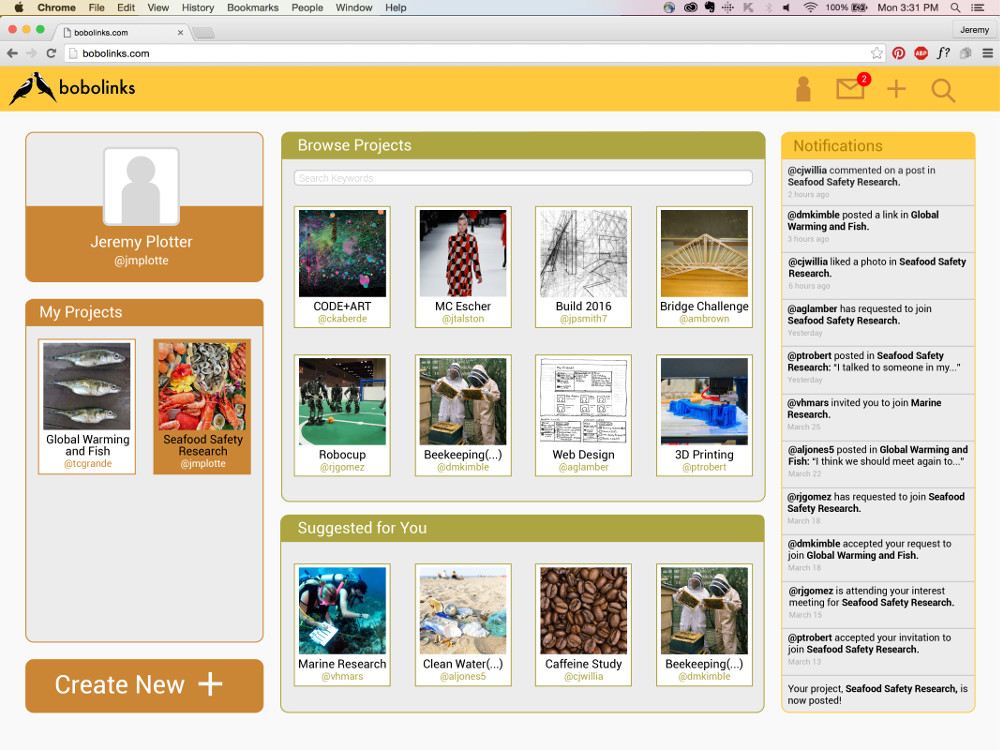 Chrome File Edit View History Bookmarks People Window Help
100% Mon 3:31 PM
bobolinks.com
Jeremy
bobolinks.com
ABP
f?
bobolinks
2
Jeremy Plotter
@jmplotte
My Projects
Global Warming
and Fish
@tcgrande
Seafood Safety
Research
@jmplotte
Create New +
Browse Projects
Search Keywords
CODE+ART
@ckaberde
MC Escher
@jtalston
Build 2016
@jpsmith7
Bridge Challenge
@ambrown
Robocup
@rjgomez
Beekeeping(...)
@dmkimble
Web Design
@aglamber
3D Printing
@ptrobert
Suggested for You
Marine Research
@vhmars
Clean Water(...)
@aljones5
Caffeine Study
@cjwillia
Beekeeping(...)
@dmkimble
Notifications
@cjwillia commented on a post in
Seafood Safety Research.
2 hours ago
@dmkimble posted a link in Global
Warming and Fish.
3 hours ago
@cjwillia liked a photo in Seafood Safety
Research.
6 hours ago
@aglamber has requested to join
Seafood Safety Research.
Yesterday
@ptrobert posted in Seafood Safety
Research: "I talked to someone in my..."
Yesterday
@vhmars invited you to join Marine
Research.
March 25
@aljones5 posted in Global Warming and
Fish: "I think we should meet again to..."
March 22
@rjgomez has requested to join Seafood
Safety Research.
March 18
@dmkimble accepted your request to
join Global Warming and Fish.
March 18
@rjgomez is attending your interest
meeting for Seafood Safety Research.
March 15
@ptrobert accepted your invitation to
join Seafood Safety Research.
March 13
Your project, Seafood Safety Research, is
now posted!